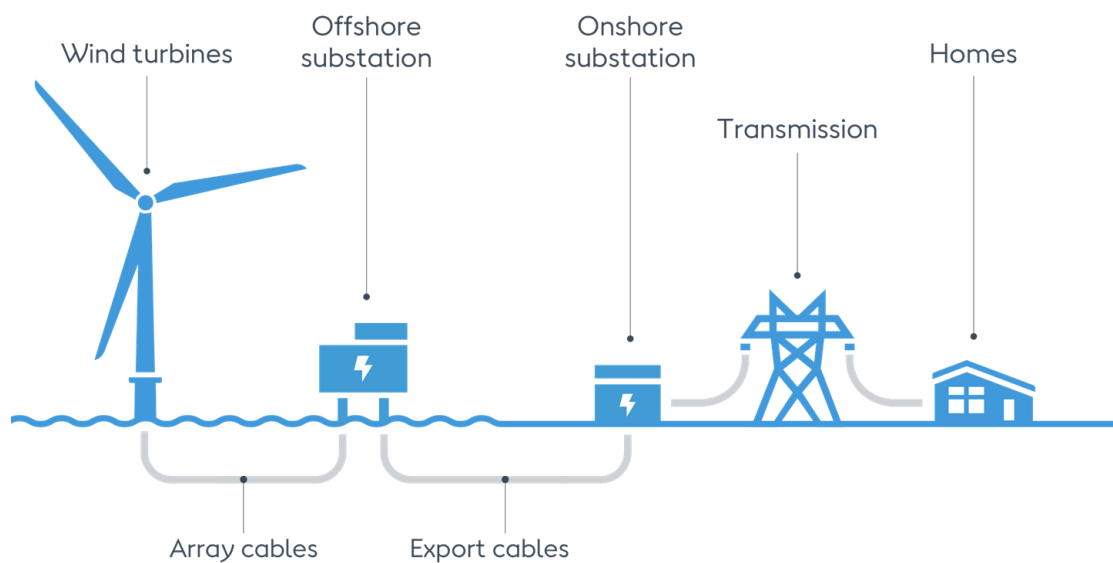 Wind turbines
Offshore
substation
Onshore
substation
Transmission
Homes
Array cables
Export cables